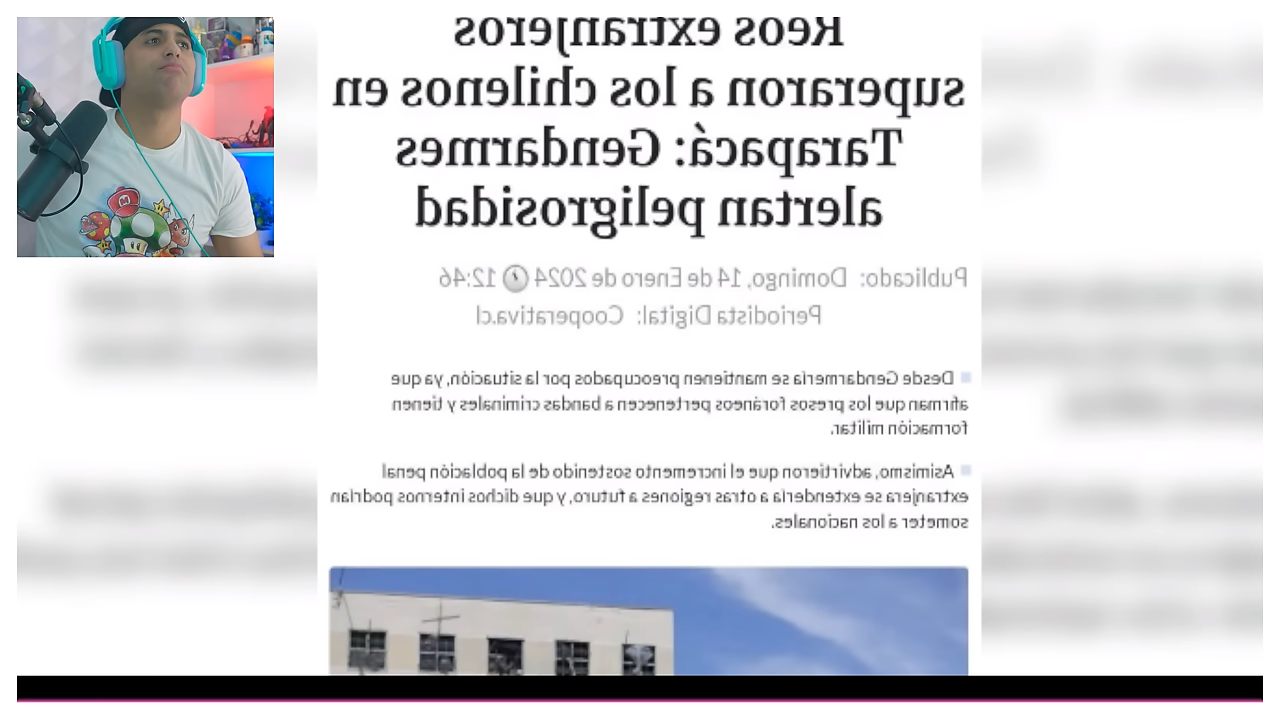 Reos extranjeros
superaron a los chilenos en
Tarapacá: Gendarmes
alertan peligrosidad
Publicado: Domingo, 14 de Enero de 2024 12:46
Periodista Digital: Cooperativa.cl
Desde Gendarmería se mantienen preocupados por la situación, ya que
afirman que los presos foráneos pertenecen a bandas criminales y tienen
formación militar.
Asimismo, advirtieron que el incremento sostenido de la población penal
extranjera se extendería a otras regiones a futuro, y que dichos internos podrían
someter a los nacionales.